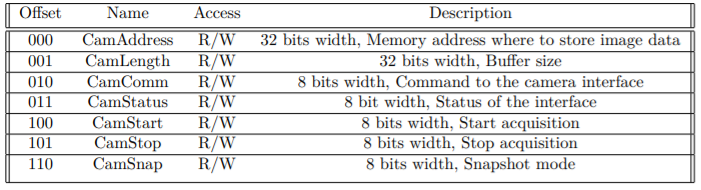 Offset Name Access Description
000 CamAddress R/W 32 bits width, Memory address where to store image data
001 CamLength R/W 32 bits width, Buffer size
010 CamComm R/W 8 bits width, Command to the camera interface
011 CamStatus R/W 8 bit width, Status of the interface
100 CamStart R/W 8 bits width, Start acquisition
101 CamStop R/W 8 bits width, Stop acquisition
110 CamSnap R/W 8 bits width, Snapshot mode